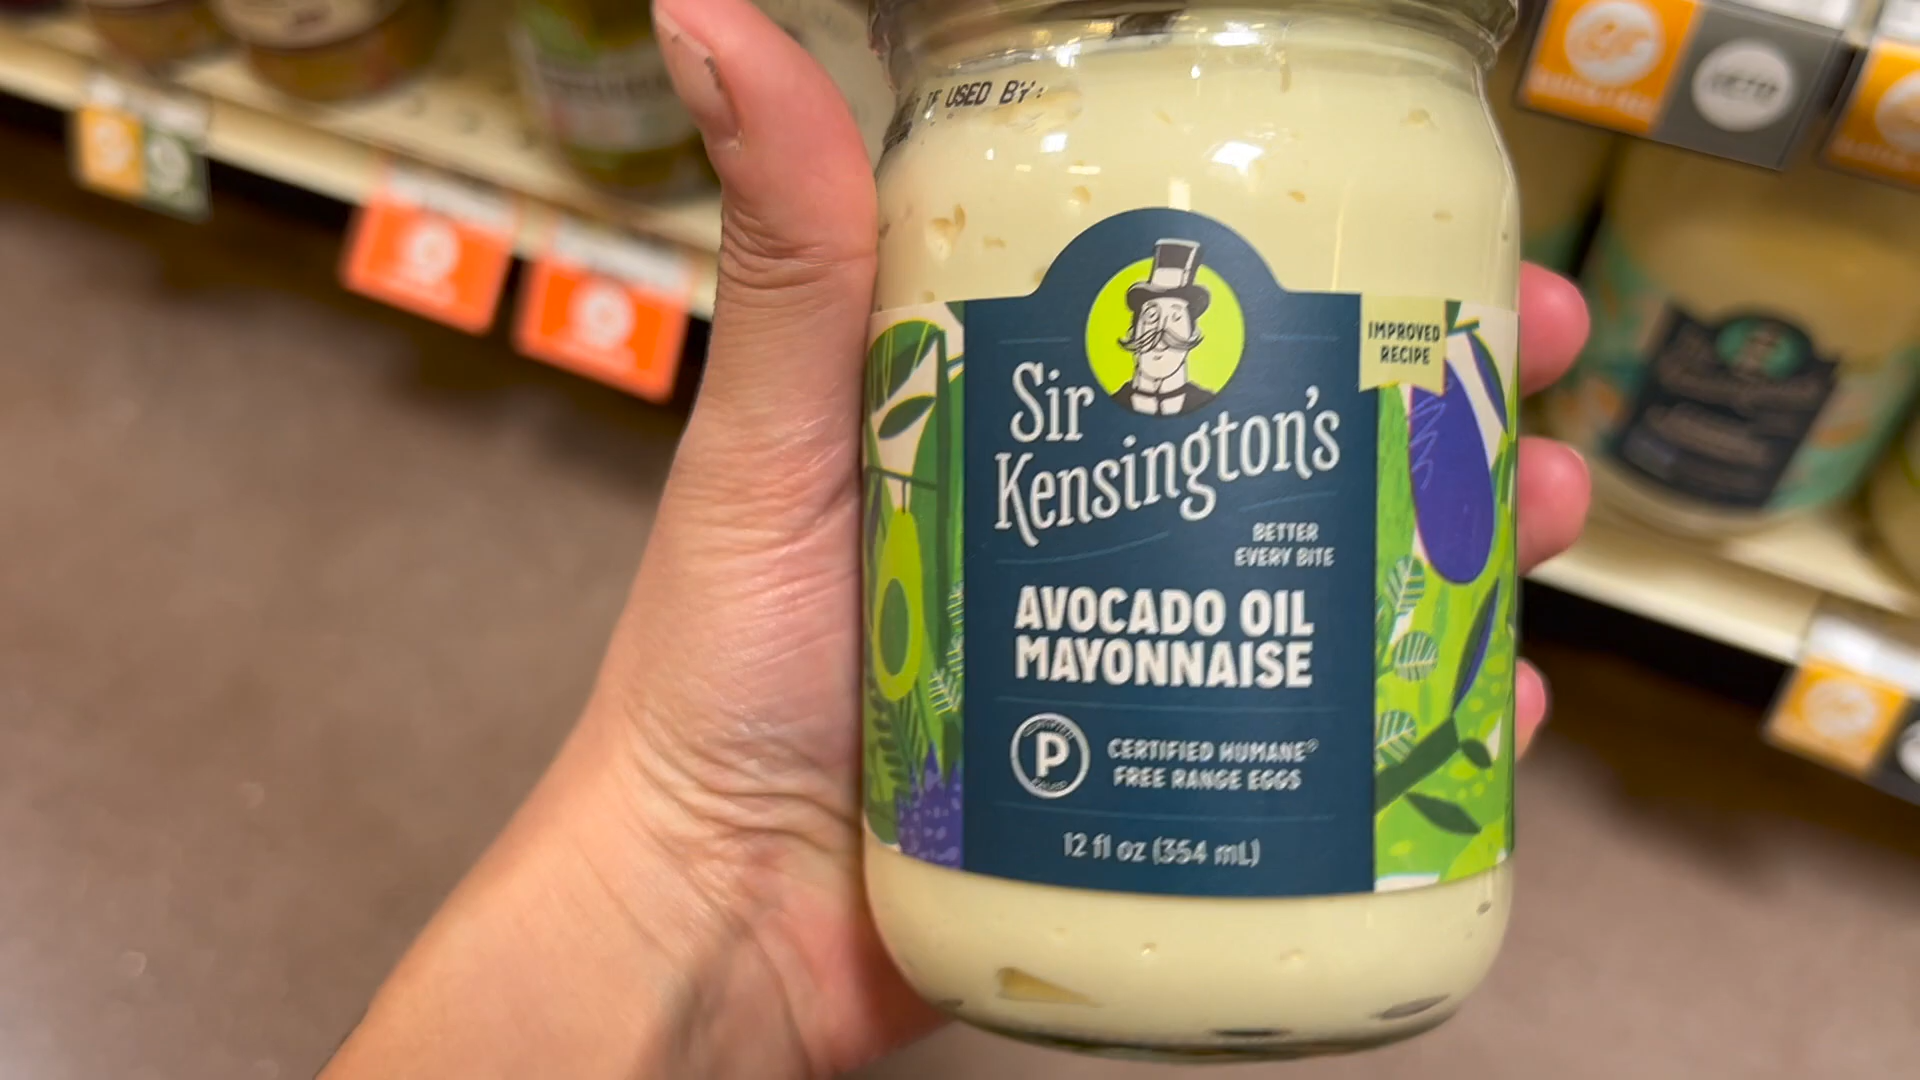 IF USED BY:
IMPROVED
RECIPE
Sir
Kensington's
BETTER
EVERY BITE
AVOCADO OIL
MAYONNAISE
P
CERTIFIED HUMANE®
FREE RANGE EGGS
12 fl oz (354 mL)
KETO